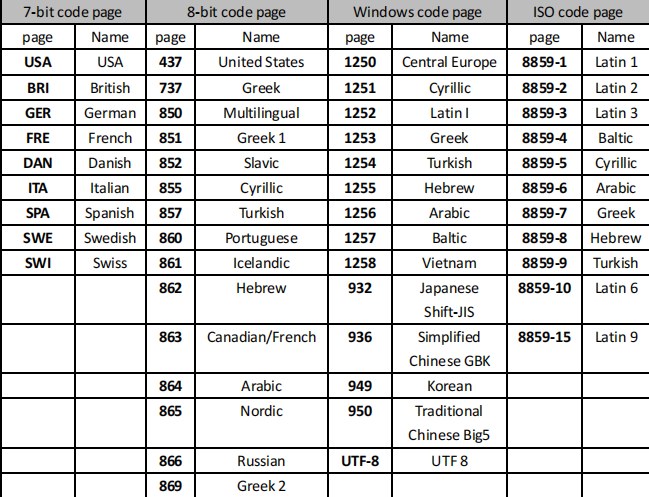 7-bit code page 8-bit code page Windows code page ISO code page
page Name page Name page Name page Name
USA USA 437 United States 1250 Central Europe 8859-1 Latin 1
BRI British 737 Greek 1251 Cyrillic 8859-2 Latin 2
GER German 850 Multilingual 1252 Latin I 8859-3 Latin 3
FRE French 851 Greek 1 1253 Greek 8859-4 Baltic
DAN Danish 852 Slavic 1254 Turkish 8859-5 Cyrillic
ITA Italian 855 Cyrillic 1255 Hebrew 8859-6 Arabic
SPA Spanish 857 Turkish 1256 Arabic 8859-7 Greek
SWE Swedish 860 Portuguese 1257 Baltic 8859-8 Hebrew
SWI Swiss 861 Icelandic 1258 Vietnam 8859-9 Turkish
862 Hebrew 932 Japanese 8859-10 Latin 6
Shift-JIS
863 Canadian/French 936 Simplified 8859-15 Latin 9
Chinese GBK
864 Arabic 949 Korean
865 Nordic 950 Traditional
Chinese Big5
866 Russian UTF-8 UTF 8
869 Greek 2